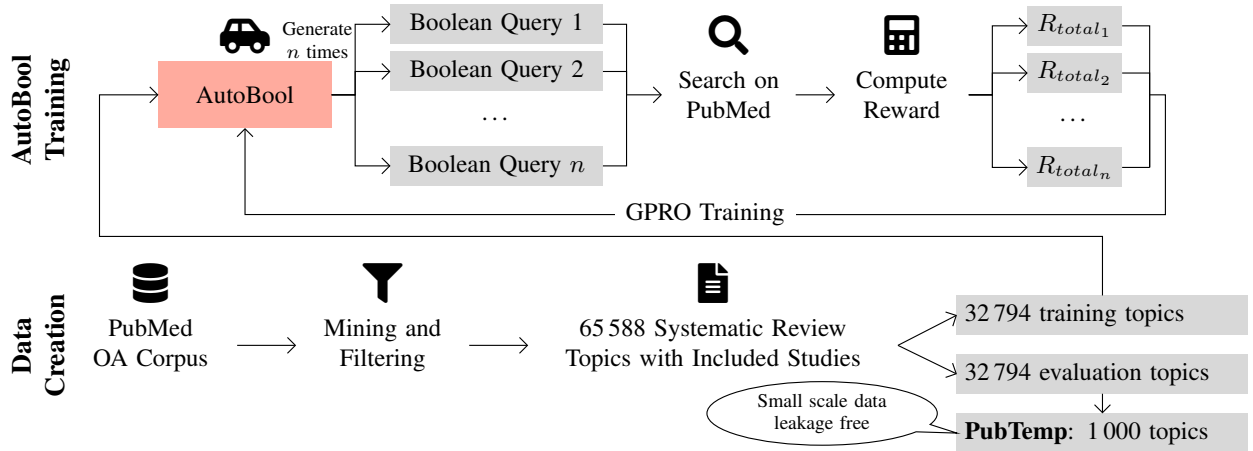 AutoBool
Training
Generate
n times
AutoBool
Boolean Query 1
Boolean Query 2
...
Boolean Query n
Search on
PubMed
Compute
Reward
R_total_1
R_total_2
...
R_total_n
GPRO Training
Data
Creation
PubMed
OA Corpus
Mining and
Filtering
65 588 Systematic Review
Topics with Included Studies
32 794 training topics
32 794 evaluation topics
Small scale data
leakage free
PubTemp: 1 000 topics